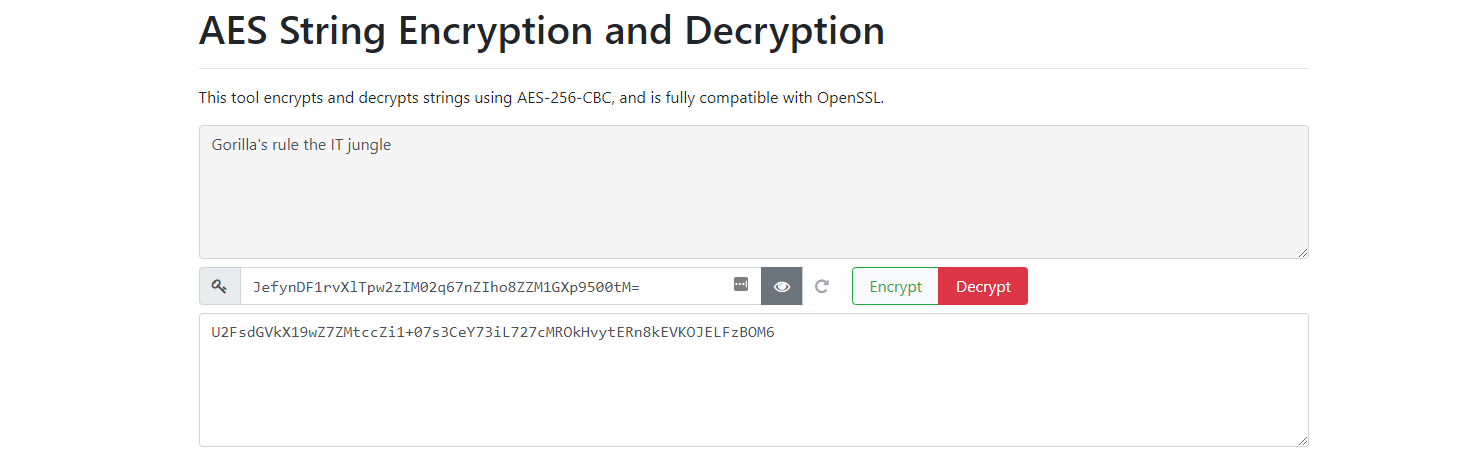 AES String Encryption and Decryption
This tool encrypts and decrypts strings using AES-256-CBC, and is fully compatible with OpenSSL.
Gorilla's rule the IT jungle
JefynDF1rvXlTpw2zIM02q67nZIho8ZZM1GXp9500tM=
Encrypt Decrypt
U2FsdGVkX19wZ7ZMtccZi1+07s3CeY73iL727cMROkHvytERn8kEVKOJELFzBOM6